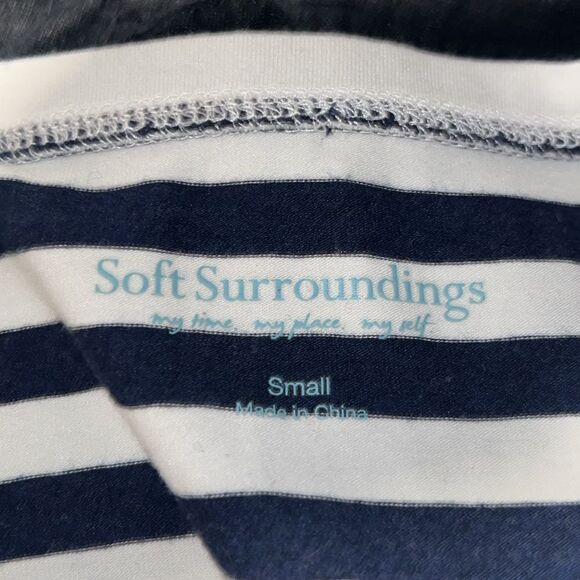 Soft Surroundings
my time. my place. my self.
Small
Made in China